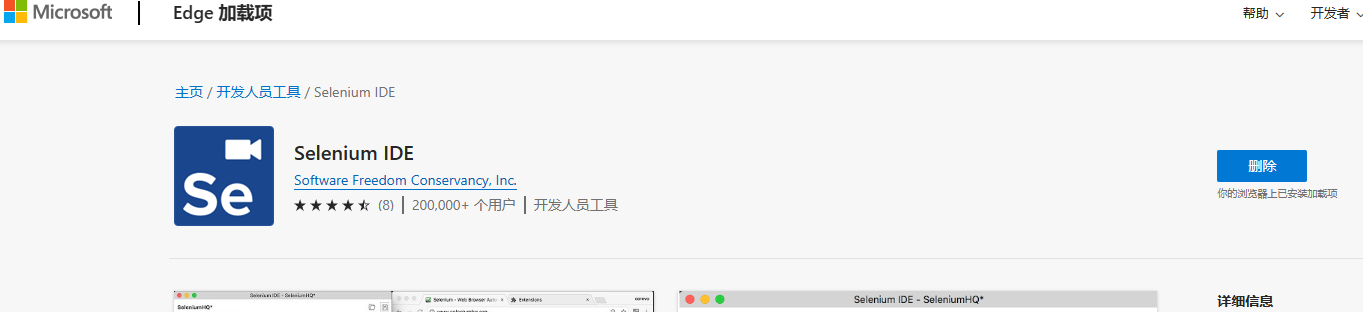 Microsoft
Edge 加载项
帮助
开发者
主页 / 开发人员工具 / Selenium IDE
Se
Selenium IDE
Software Freedom Conservancy, Inc.
(8) 200,000+ 个用户 开发人员工具
删除
你的浏览器上已安装加载项
Selenium IDE - SeleniumHQ*
SeleniumHQ*
Selenium - Web Browser Auto
Extensions
Selenium IDE - SeleniumHQ*
详细信息